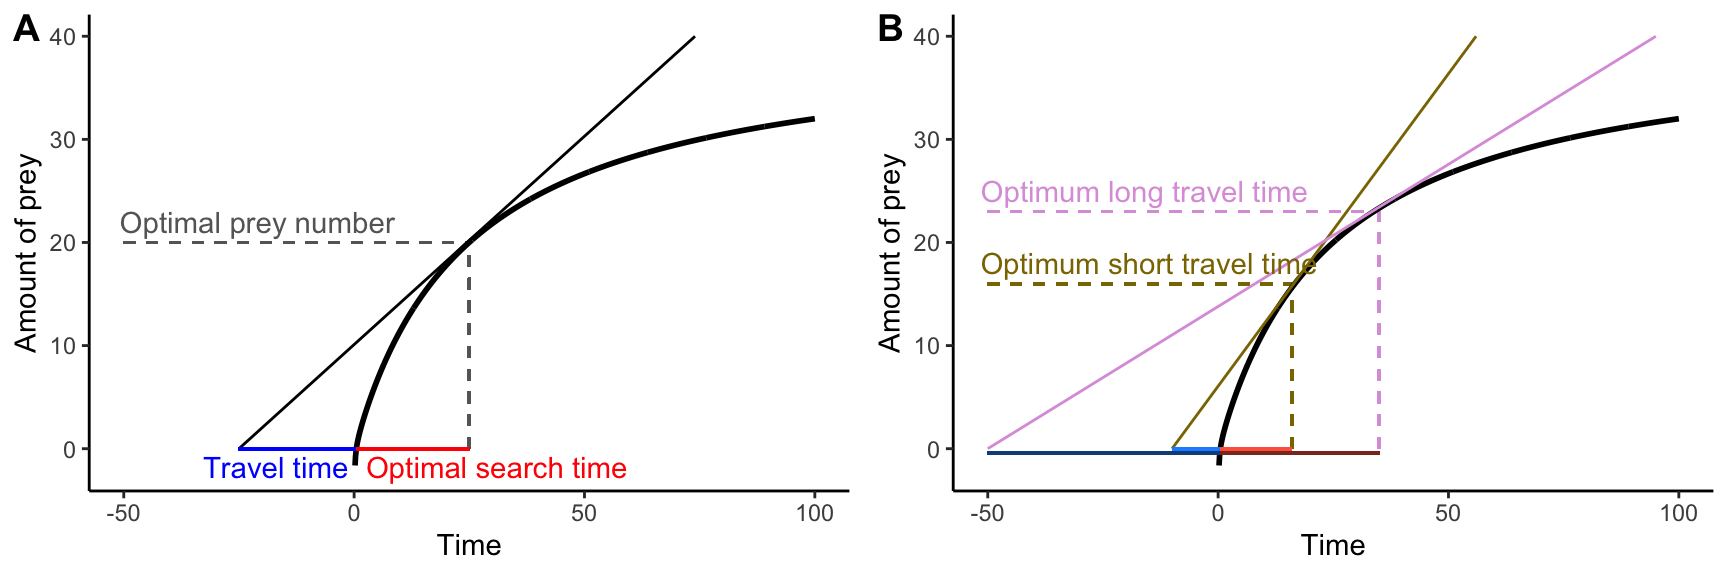 A
40
30
20
10
0
Amount of prey
Optimal prey number
Travel time
Optimal search time
-50
0
50
100
Time
B
40
30
20
10
0
Amount of prey
Optimum long travel time
Optimum short travel time
-50
0
50
100
Time